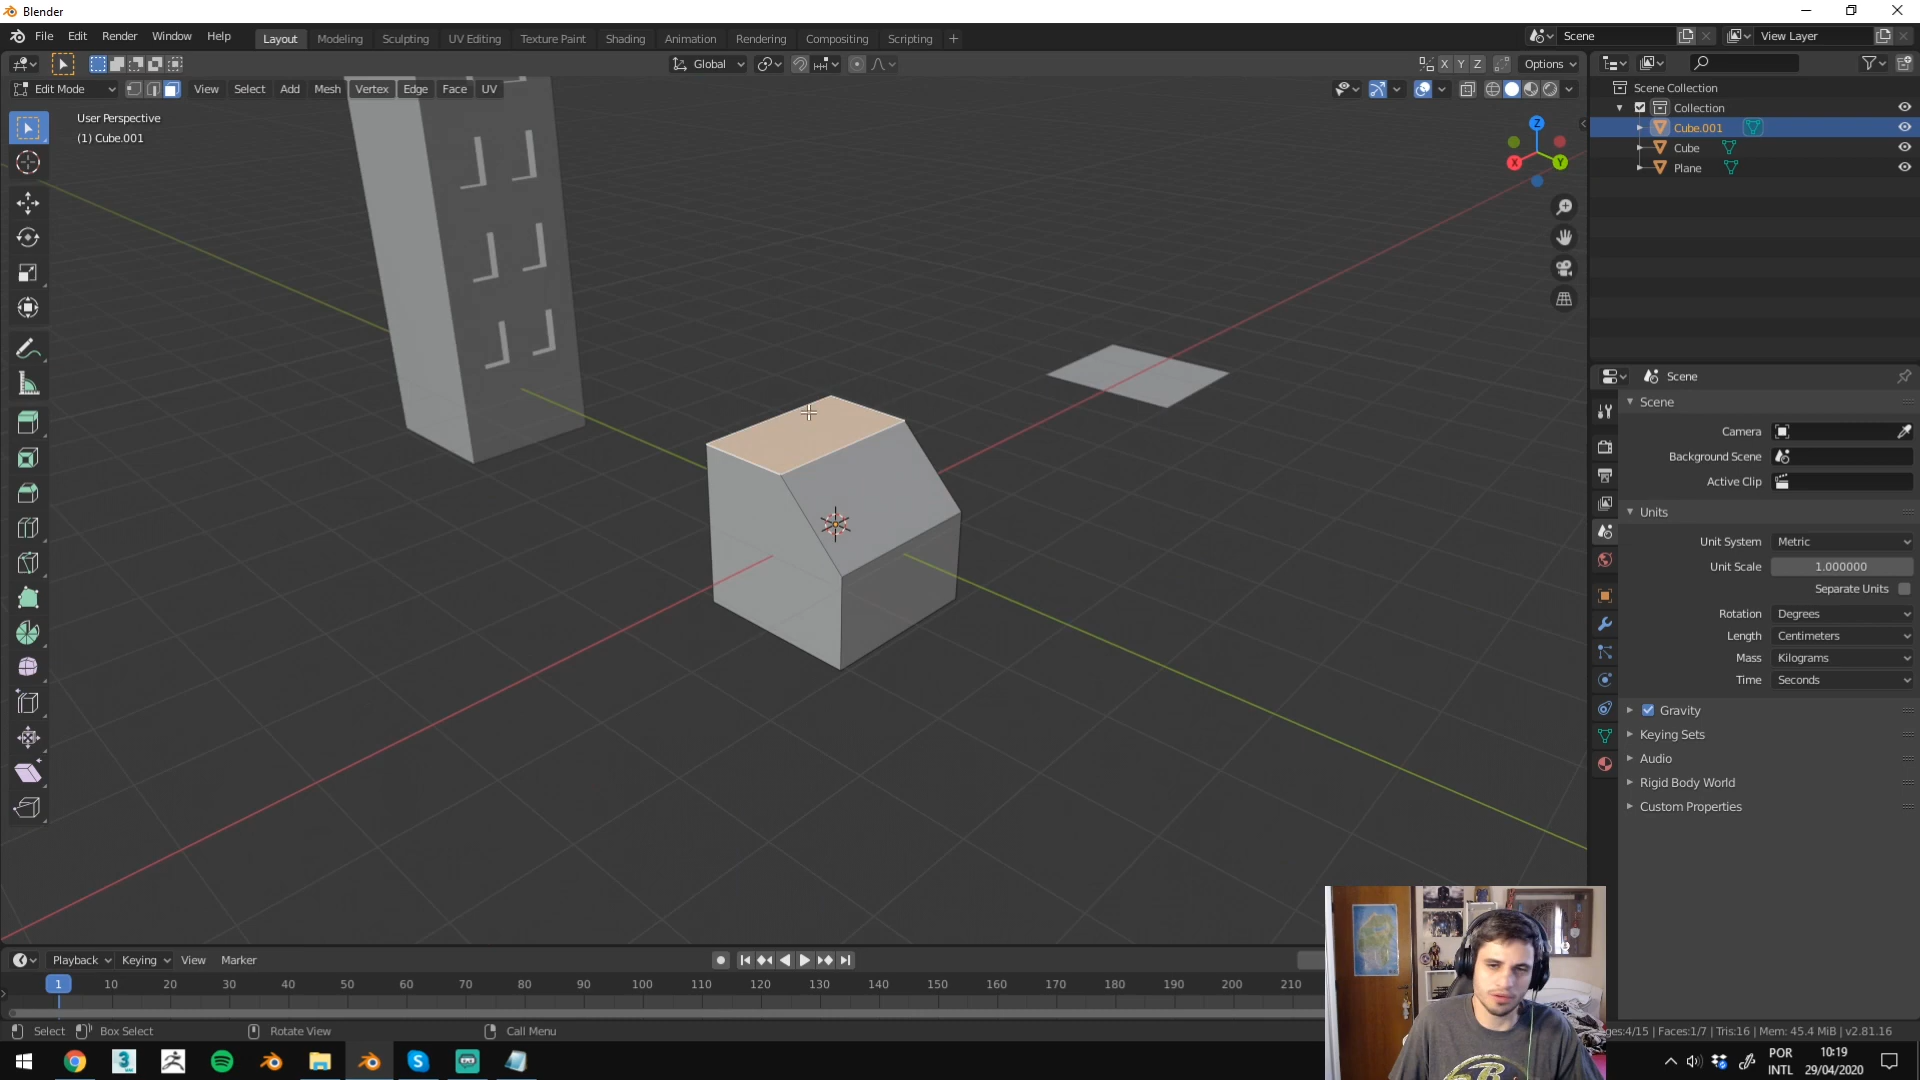 Blender
File Edit Render Window Help
Layout Modeling Sculpting UV Editing Texture Paint Shading Animation Rendering Compositing Scripting +
Scene
View Layer
Global
X Y Z
Options
Edit Mode
View Select Add Mesh Vertex Edge Face UV
User Perspective
(1) Cube.001
Z
X
Y
Scene Collection
Collection
Cube.001
Cube
Plane
Scene
Scene
Camera
Background Scene
Active Clip
Units
Unit System Metric
Unit Scale 1.000000
Separate Units
Rotation Degrees
Length Centimeters
Mass Kilograms
Time Seconds
Gravity
Keying Sets
Audio
Rigid Body World
Custom Properties
Playback Keying View Marker
1 10 20 30 40 50 60 70 80 90 100 110 120 130 140 150 160 170 180 190 200 210
Select Box Select Rotate View Call Menu
ges:4/15 | Faces:1/7 | Tris:16 | Mem: 45.4 MiB | v2.81.16
POR
INTL
10:19
29/04/2020